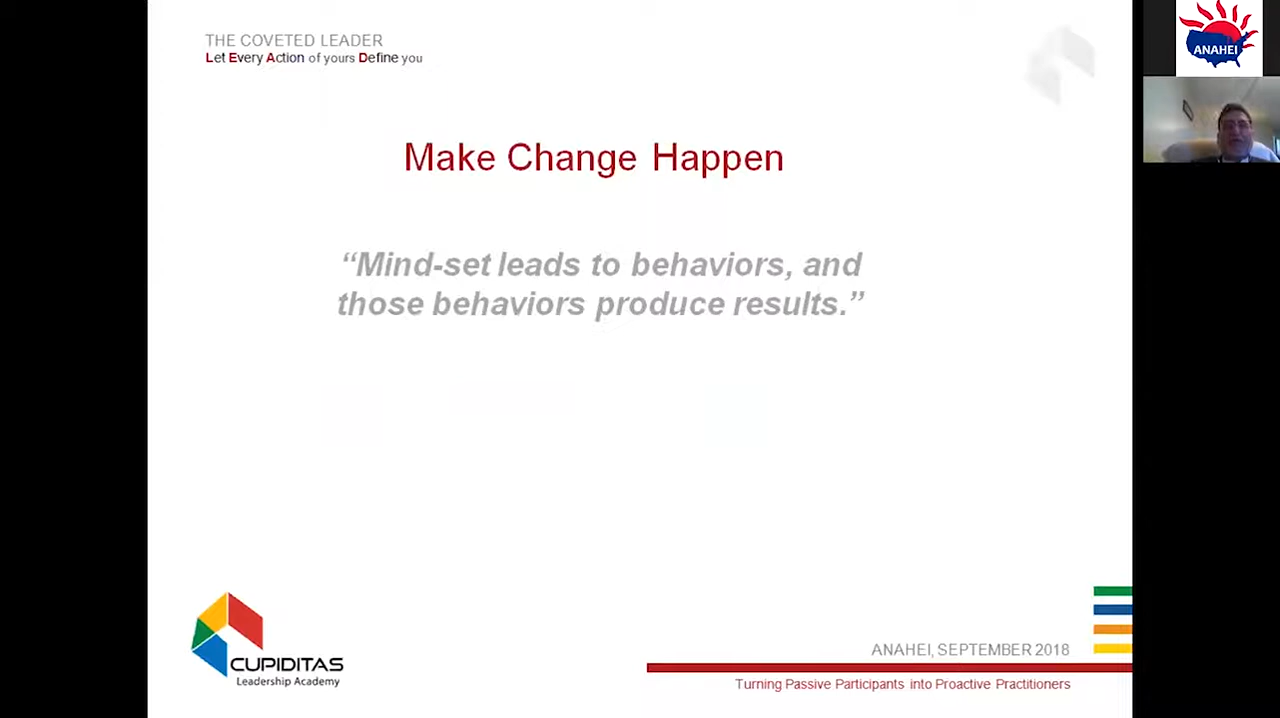 THE COVETED LEADER
Let Every Action of yours Define you
ANAHEI
Make Change Happen
“Mind-set leads to behaviors, and
those behaviors produce results.”
CUPIDITAS
Leadership Academy
ANAHEI, SEPTEMBER 2018
Turning Passive Participants into Proactive Practitioners